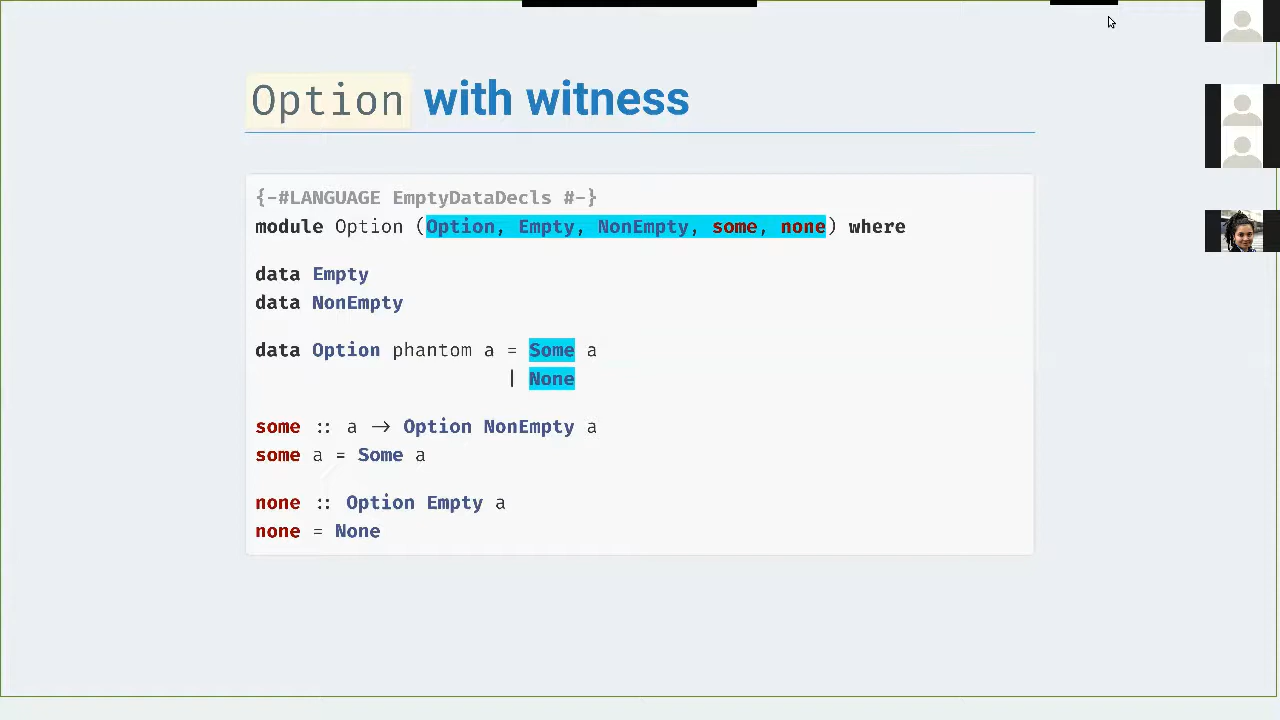 Option with witness
{-#LANGUAGE EmptyDataDecls #-}
module Option (Option, Empty, NonEmpty, some, none) where
data Empty
data NonEmpty
data Option phantom a = Some a
| None
some :: a → Option NonEmpty a
some a = Some a
none :: Option Empty a
none = None